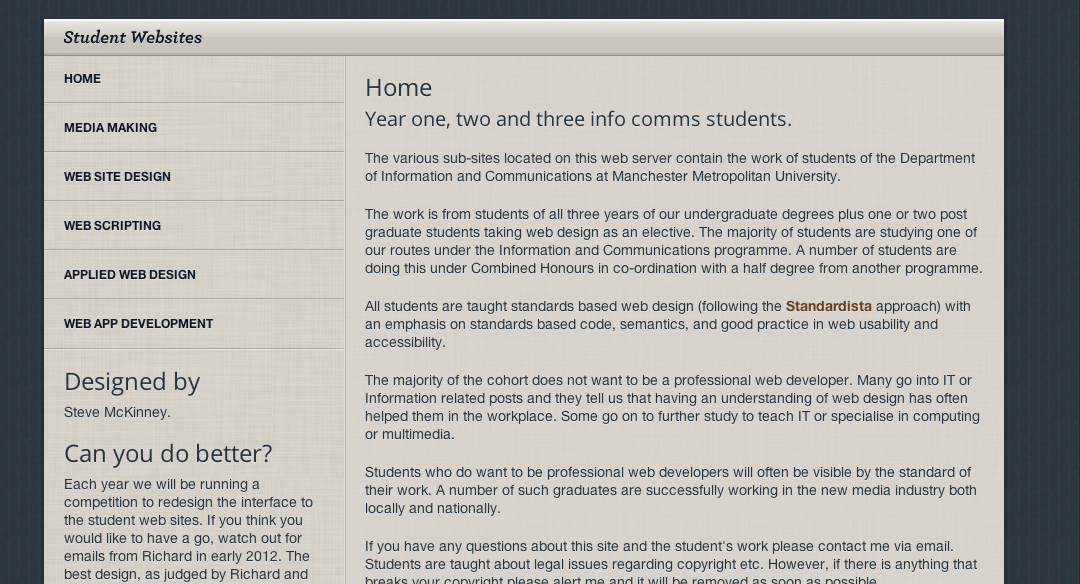 Student Websites
HOME
MEDIA MAKING
WEB SITE DESIGN
WEB SCRIPTING
APPLIED WEB DESIGN
WEB APP DEVELOPMENT
Designed by
Steve McKinney.
Can you do better?
Each year we will be running a
competition to redesign the interface to
the student web sites. If you think you
would like to have a go, watch out for
emails from Richard in early 2012. The
best design, as judged by Richard and
Home
Year one, two and three info comms students.
The various sub-sites located on this web server contain the work of students of the Department
of Information and Communications at Manchester Metropolitan University.
The work is from students of all three years of our undergraduate degrees plus one or two post
graduate students taking web design as an elective. The majority of students are studying one of
our routes under the Information and Communications programme. A number of students are
doing this under Combined Honours in co-ordination with a half degree from another programme.
All students are taught standards based web design (following the Standardista approach) with
an emphasis on standards based code, semantics, and good practice in web usability and
accessibility.
The majority of the cohort does not want to be a professional web developer. Many go into IT or
Information related posts and they tell us that having an understanding of web design has often
helped them in the workplace. Some go on to further study to teach IT or specialise in computing
or multimedia.
Students who do want to be professional web developers will often be visible by the standard of
their work. A number of such graduates are successfully working in the new media industry both
locally and nationally.
If you have any questions about this site and the student's work please contact me via email.
Students are taught about legal issues regarding copyright etc. However, if there is anything that
breaks your copyright please alert me and it will be removed as soon as possible.